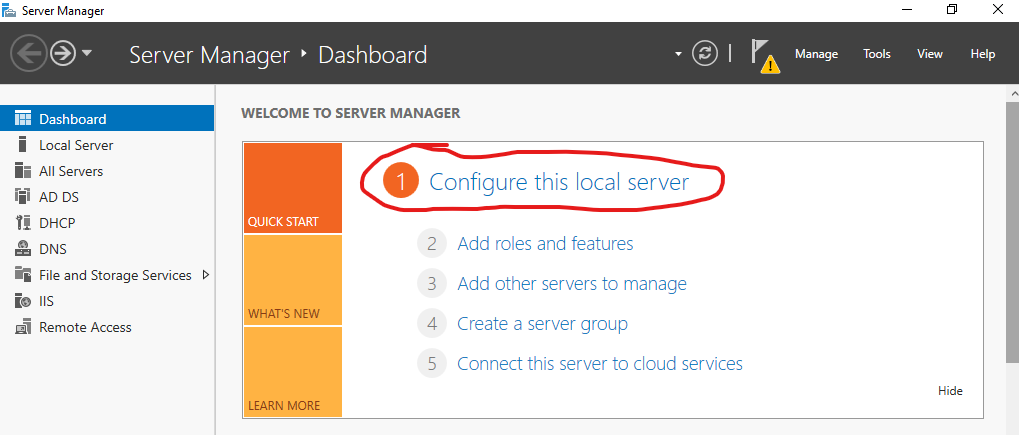 Server Manager
Server Manager ‣ Dashboard
Manage Tools View Help
Dashboard
Local Server
All Servers
AD DS
DHCP
DNS
File and Storage Services
IIS
Remote Access
WELCOME TO SERVER MANAGER
QUICK START
WHAT'S NEW
LEARN MORE
1 Configure this local server
2 Add roles and features
3 Add other servers to manage
4 Create a server group
5 Connect this server to cloud services
Hide